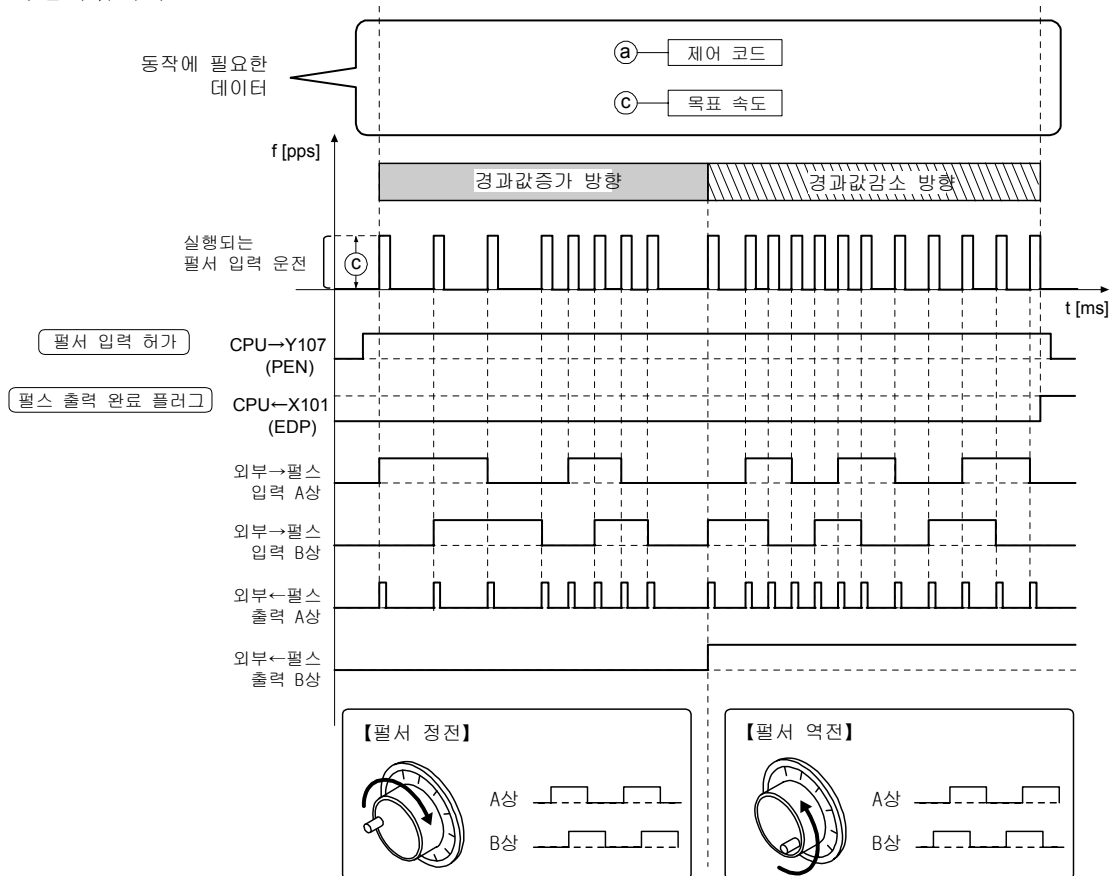 동작에 필요한
데이터
ⓐ 제어 코드
ⓒ 목표 속도
f [pps]
경과값증가 방향
경과값감소 방향
실행되는
펄서 입력 운전
ⓒ
t [ms]
펄서 입력 허가
CPU→Y107
(PEN)
펄스 출력 완료 플러그
CPU←X101
(EDP)
외부→펄스
입력 A상
외부→펄스
입력 B상
외부←펄스
출력 A상
외부←펄스
출력 B상
【펄서 정전】
A상
B상
【펄서 역전】
A상
B상